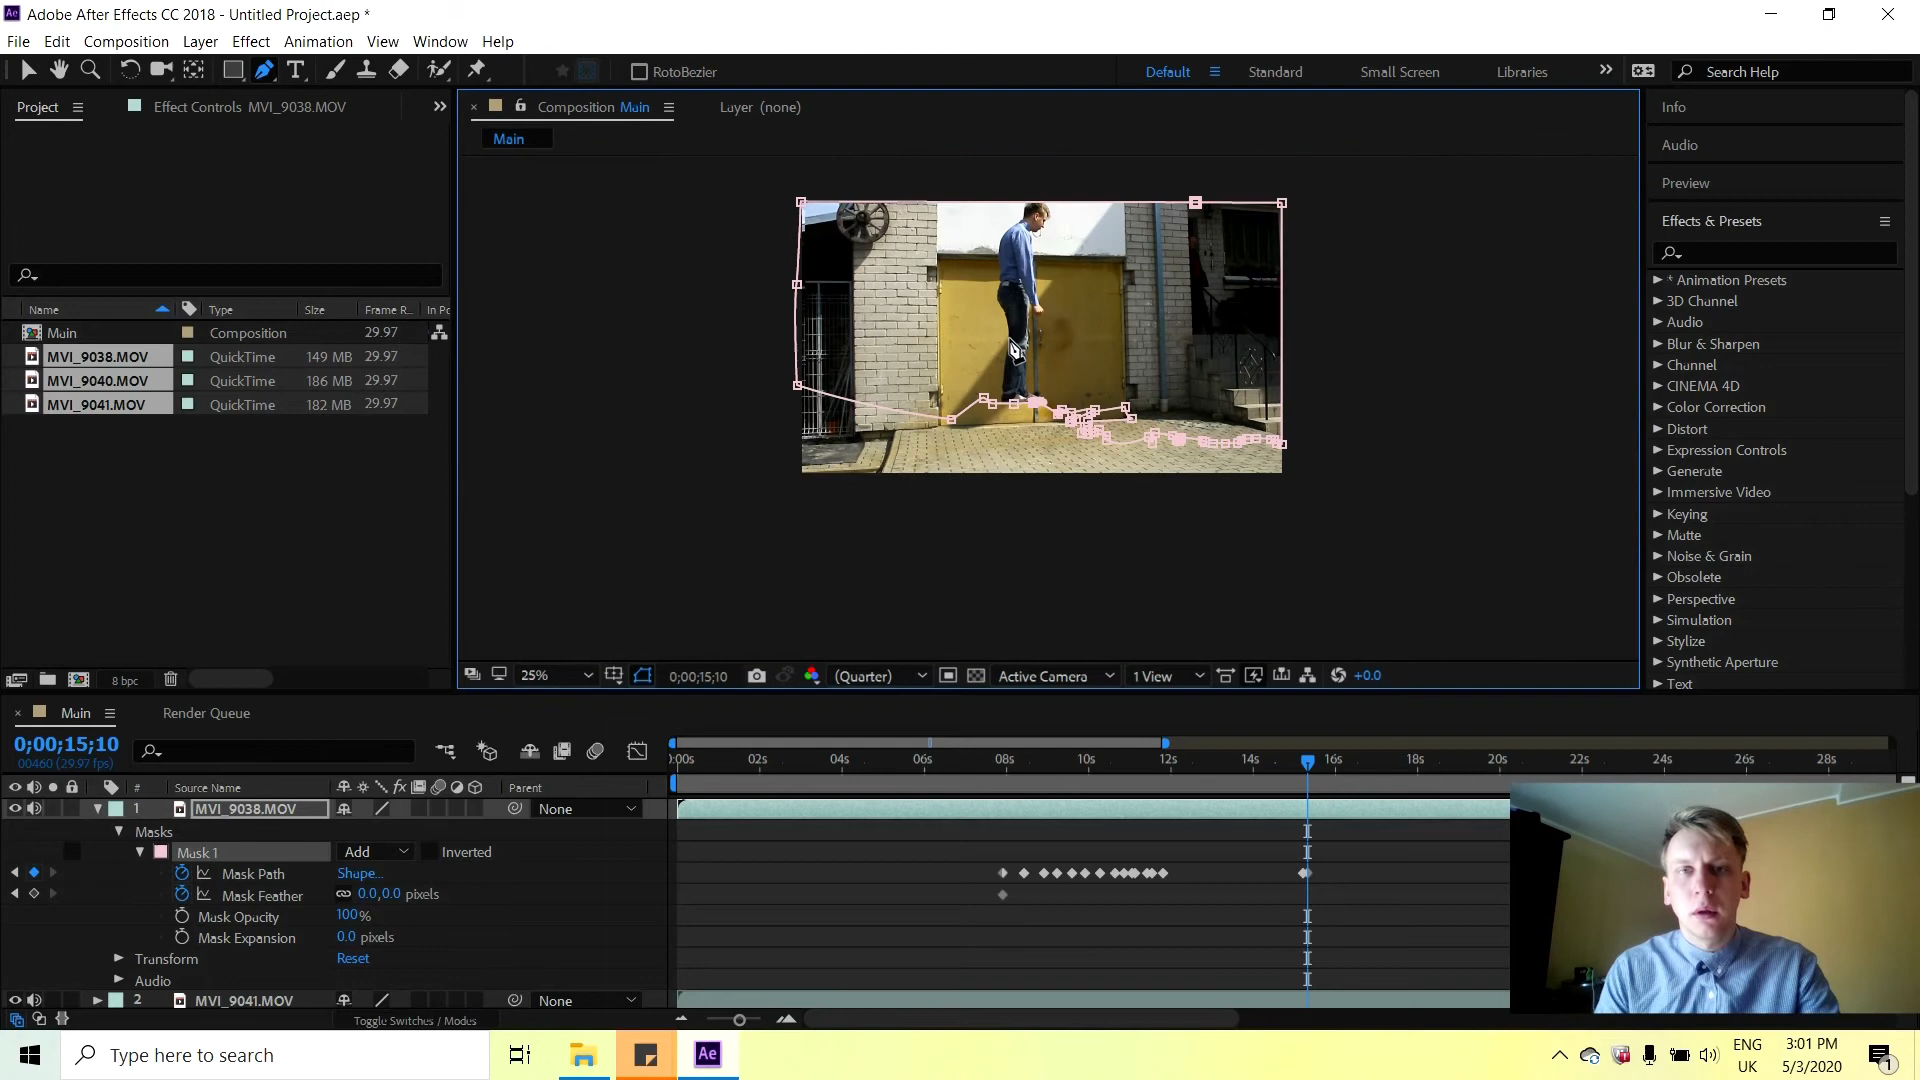 Adobe After Effects CC 2018 - Untitled Project.aep *
File Edit Composition Layer Effect Animation View Window Help
RotoBezier Default Standard Small Screen Libraries Search Help
Project Effect Controls MVI_9038.MOV Composition Main Layer (none) Info
Main
Audio
Preview
Effects & Presets
Name Type Size Frame R... In Po
Main Composition 29.97
MVI_9038.MOV QuickTime 149 MB 29.97
MVI_9040.MOV QuickTime 186 MB 29.97
MVI_9041.MOV QuickTime 182 MB 29.97
* Animation Presets
3D Channel
Audio
Blur & Sharpen
Channel
CINEMA 4D
Color Correction
Distort
Expression Controls
Generate
Immersive Video
Keying
Matte
Noise & Grain
Obsolete
Perspective
Simulation
Stylize
Synthetic Aperture
Text
8 bpc 25% 0;00;15;10 (Quarter) Active Camera 1 View +0.0
Main Render Queue
0;00;15;10
00460 (29.97 fps)
:00s 02s 04s 06s 08s 10s 12s 14s 16s 18s 20s 22s 24s 26s 28s
# Source Name Parent
1 MVI_9038.MOV None
Masks
Mask 1 Add Inverted
Mask Path Shape...
Mask Feather 0.0,0.0 pixels
Mask Opacity 100%
Mask Expansion 0.0 pixels
Transform Reset
Audio
2 MVI_9041.MOV None
Toggle Switches / Modes
Type here to search
Ae
ENG
UK
3:01 PM
5/3/2020
1